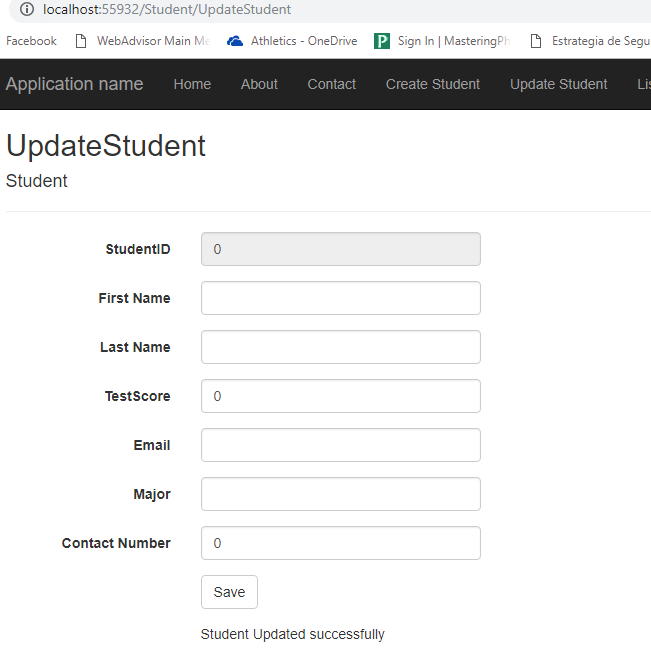 localhost:55932/Student/UpdateStudent
Facebook WebAdvisor Main Me Athletics - OneDrive Sign In | MasteringPh Estrategia de Segu
Application name Home About Contact Create Student Update Student Lis
UpdateStudent
Student
StudentID 0
First Name
Last Name
TestScore 0
Email
Major
Contact Number 0
Save
Student Updated successfully